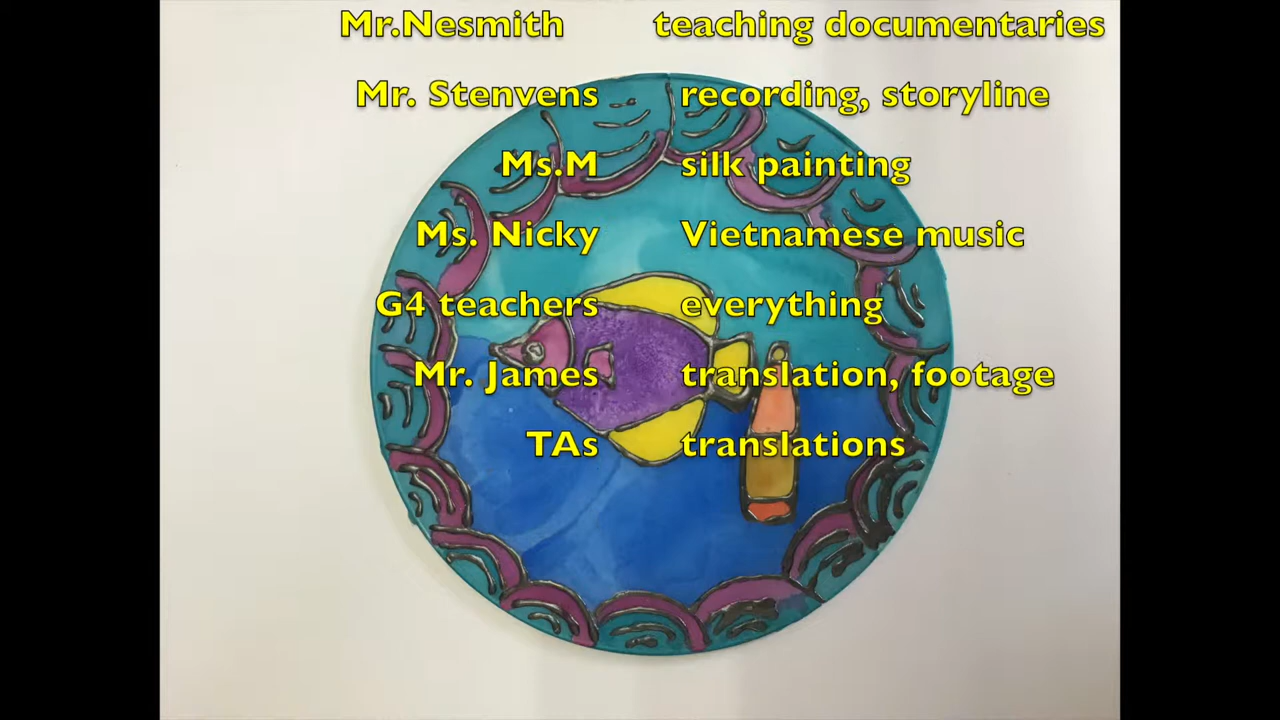 Mr.Nesmith teaching documentaries
Mr. Stenvens recording, storyline
Ms.M silk painting
Ms. Nicky Vietnamese music
G4 teachers everything
Mr. James translation, footage
TAs translations